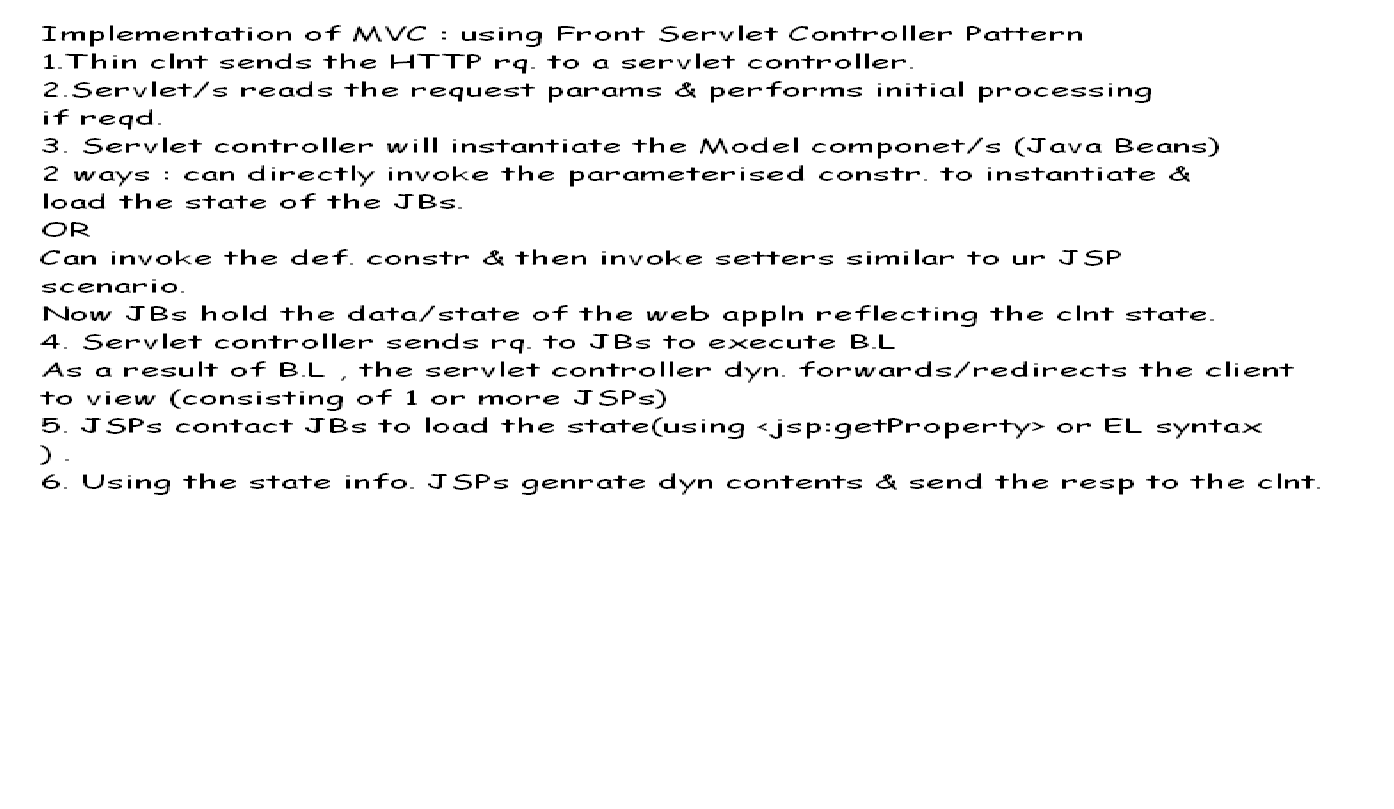 Implementation of MVC : using Front Servlet Controller Pattern
1.Thin clnt sends the HTTP rq. to a servlet controller.
2.Servlet/s reads the request params & performs initial processing
if reqd.
3. Servlet controller will instantiate the Model componet/s (Java Beans)
2 ways : can directly invoke the parameterised constr. to instantiate &
load the state of the JBs.
OR
Can invoke the def. constr & then invoke setters similar to ur JSP
scenario.
Now JBs hold the data/state of the web appln reflecting the clnt state.
4. Servlet controller sends rq. to JBs to execute B.L
As a result of B.L , the servlet controller dyn. forwards/redirects the client
to view (consisting of 1 or more JSPs)
5. JSPs contact JBs to load the state(using <jsp:getProperty> or EL syntax
) .
6. Using the state info. JSPs genrate dyn contents & send the resp to the clnt.